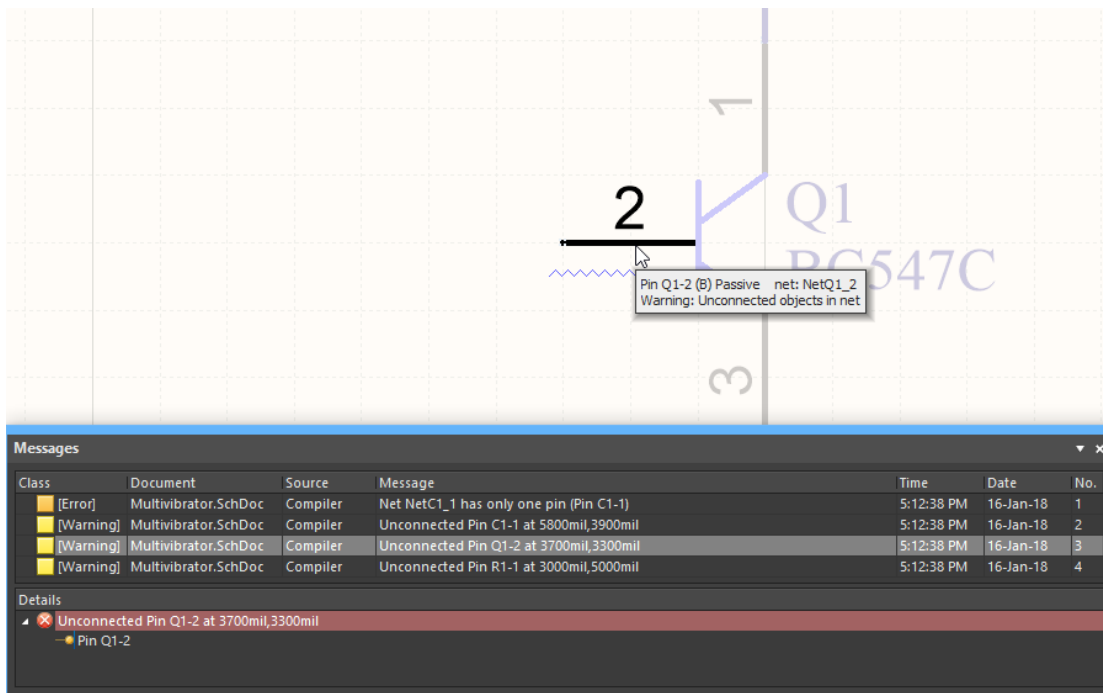 1
2
Q1
BC547C
Pin Q1-2 (B) Passive    net: NetQ1_2
Warning: Unconnected objects in net
3
Messages
Class Document Source Message Time Date No.
[Error] Multivibrator.SchDoc Compiler Net NetC1_1 has only one pin (Pin C1-1) 5:12:38 PM 16-Jan-18 1
[Warning] Multivibrator.SchDoc Compiler Unconnected Pin C1-1 at 5800mil,3900mil 5:12:38 PM 16-Jan-18 2
[Warning] Multivibrator.SchDoc Compiler Unconnected Pin Q1-2 at 3700mil,3300mil 5:12:38 PM 16-Jan-18 3
[Warning] Multivibrator.SchDoc Compiler Unconnected Pin R1-1 at 3000mil,5000mil 5:12:38 PM 16-Jan-18 4
Details
Unconnected Pin Q1-2 at 3700mil,3300mil
Pin Q1-2